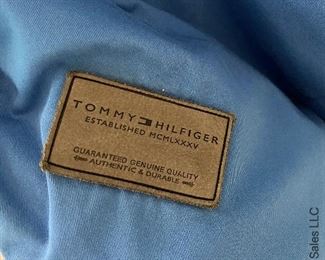 TOMMY HILFIGER
ESTABLISHED MCMLXXXV
GUARANTEED GENUINE QUALITY
AUTHENTIC & DURABLE
Sales LLC